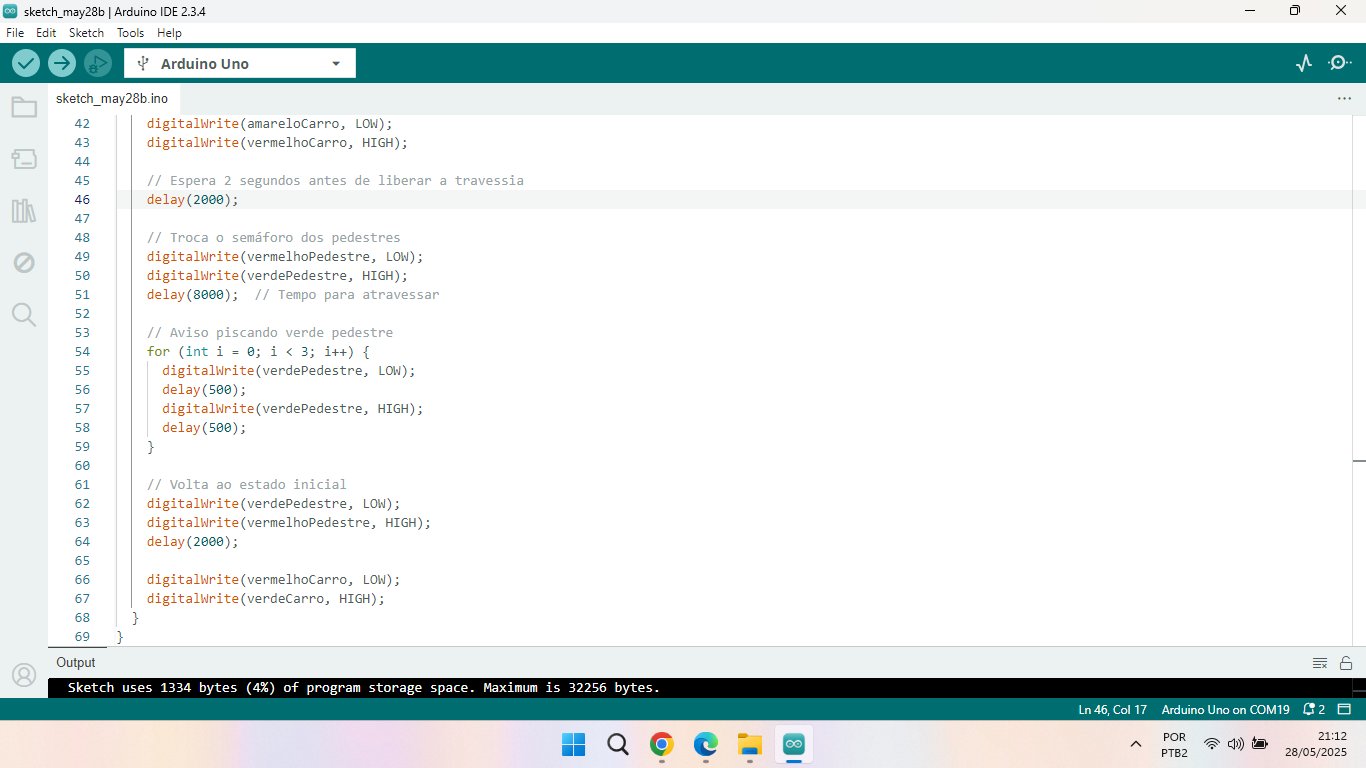 sketch_may28b | Arduino IDE 2.3.4
File Edit Sketch Tools Help
Arduino Uno
sketch_may28b.ino
42 digitalWrite(amareloCarro, LOW);
43 digitalWrite(vermelhoCarro, HIGH);
44
45 // Espera 2 segundos antes de liberar a travessia
46 delay(2000);
47
48 // Troca o semáforo dos pedestres
49 digitalWrite(vermelhoPedestre, LOW);
50 digitalWrite(verdePedestre, HIGH);
51 delay(8000);  // Tempo para atravessar
52
53 // Aviso piscando verde pedestre
54 for (int i = 0; i < 3; i++) {
55 digitalWrite(verdePedestre, LOW);
56 delay(500);
57 digitalWrite(verdePedestre, HIGH);
58 delay(500);
59 }
60
61 // Volta ao estado inicial
62 digitalWrite(verdePedestre, LOW);
63 digitalWrite(vermelhoPedestre, HIGH);
64 delay(2000);
65
66 digitalWrite(vermelhoCarro, LOW);
67 digitalWrite(verdeCarro, HIGH);
68 }
69 }
Output
Sketch uses 1334 bytes (4%) of program storage space. Maximum is 32256 bytes.
Ln 46, Col 17 Arduino Uno on COM19 2
POR 21:12
PTB2 28/05/2025